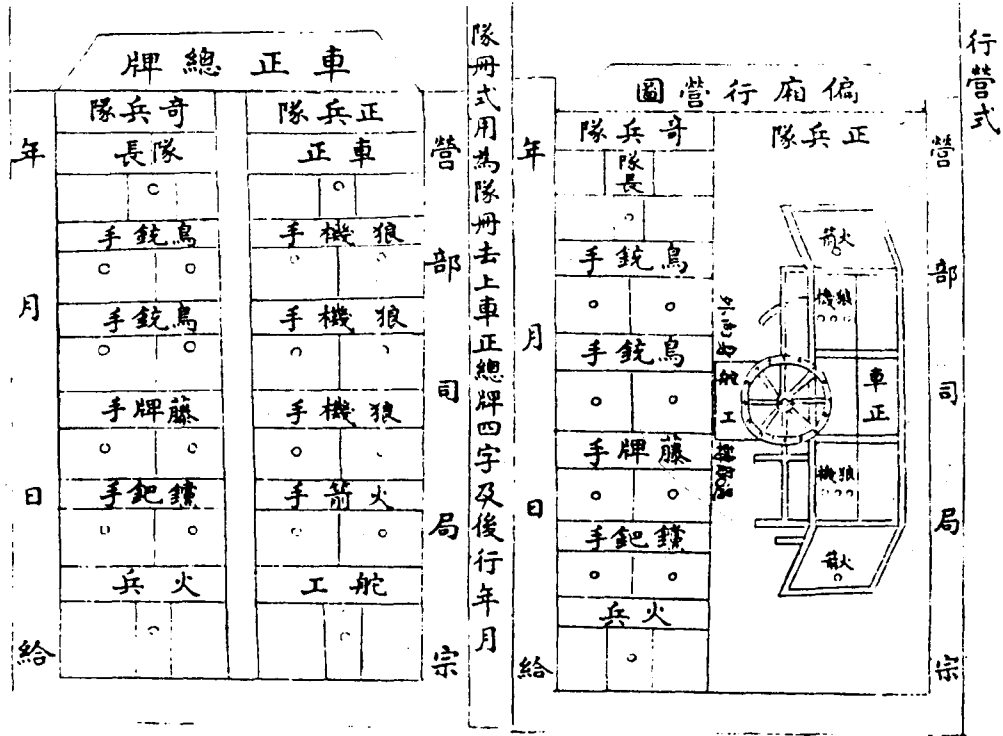 行營式
偏廂行營圖
營部司局宗
正兵隊
火箭
狼機
車正
狼機
火箭
舵工
奇兵隊
隊長
鳥銃手
鳥銃手
藤牌手
鎲鈀手
火兵
年月日給
隊冊式用為隊冊去上車正總牌四字及後行年月
車正總牌
營部司局宗
正兵隊
車正
狼機手
狼機手
狼機手
火箭手
舵工
奇兵隊
隊長
鳥銃手
鳥銃手
藤牌手
鎲鈀手
火兵
年月日給